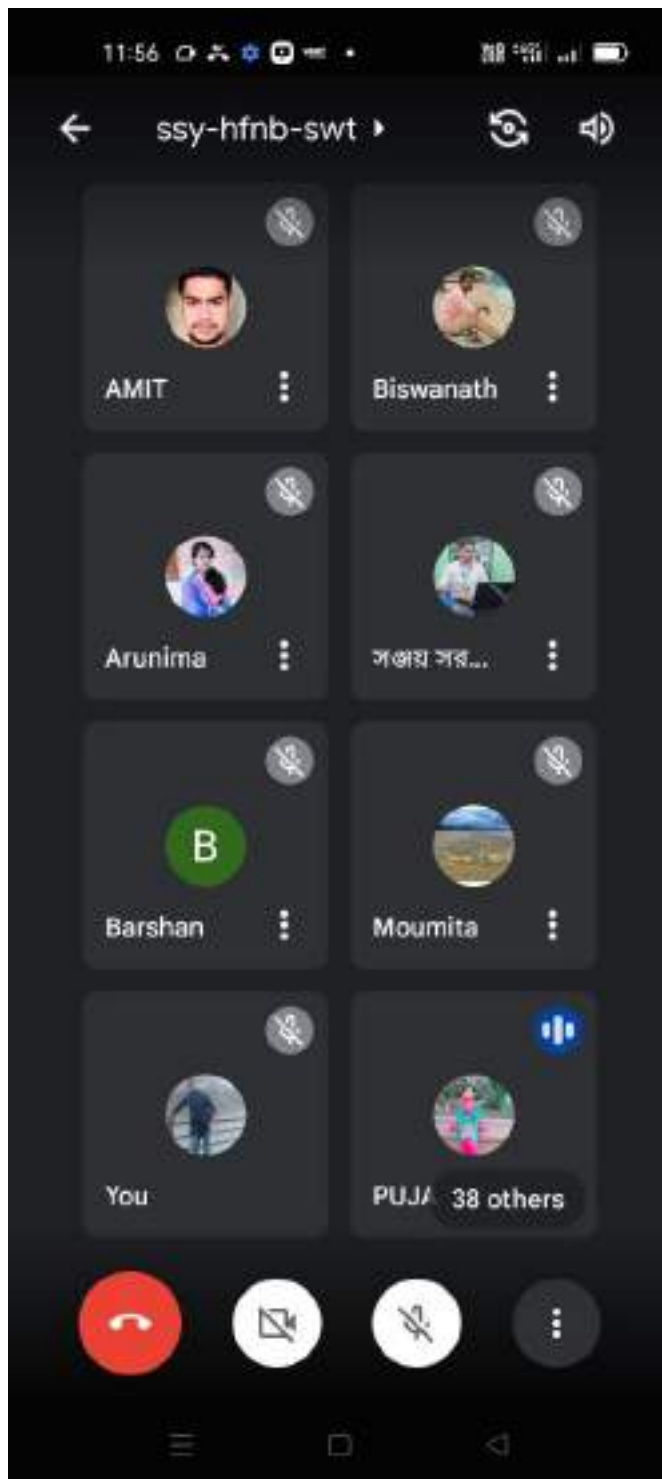 11:56
ssy-hfnb-swt
AMIT
Biswanath
Arunima
সঞ্জয় সর...
B
Barshan
Moumita
You
PUJA
38 others